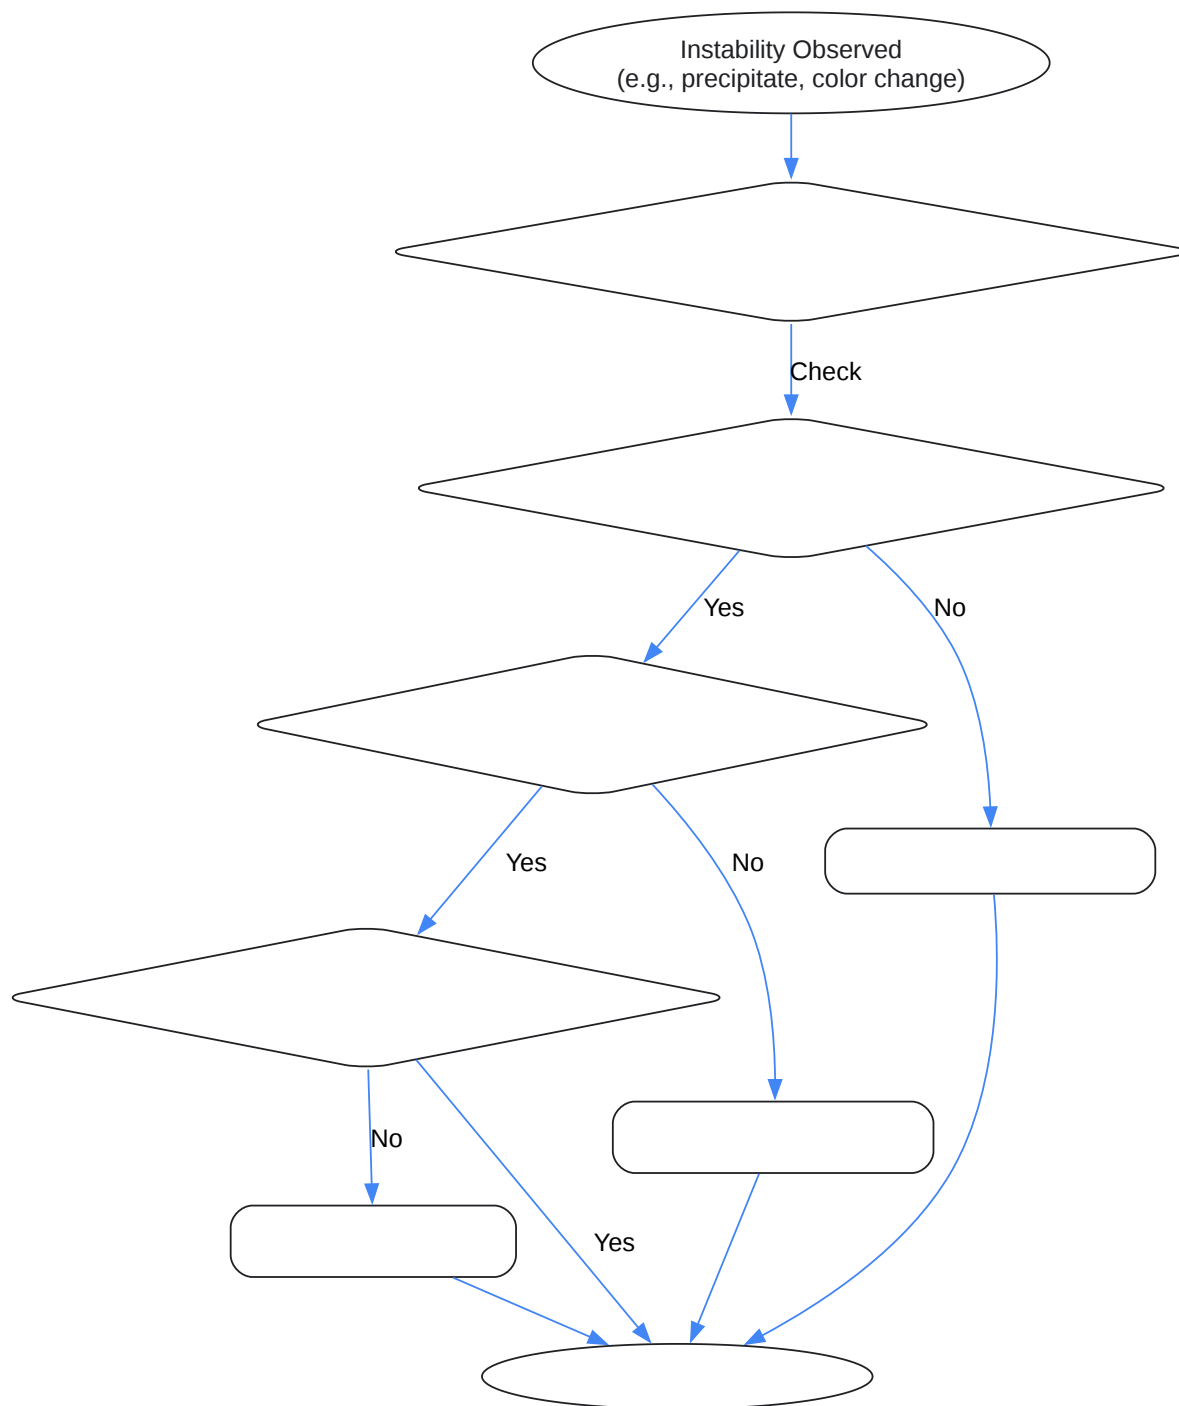 Instability Observed
(e.g., precipitate, color change)
Check
Yes
No
Yes
No
No
Yes